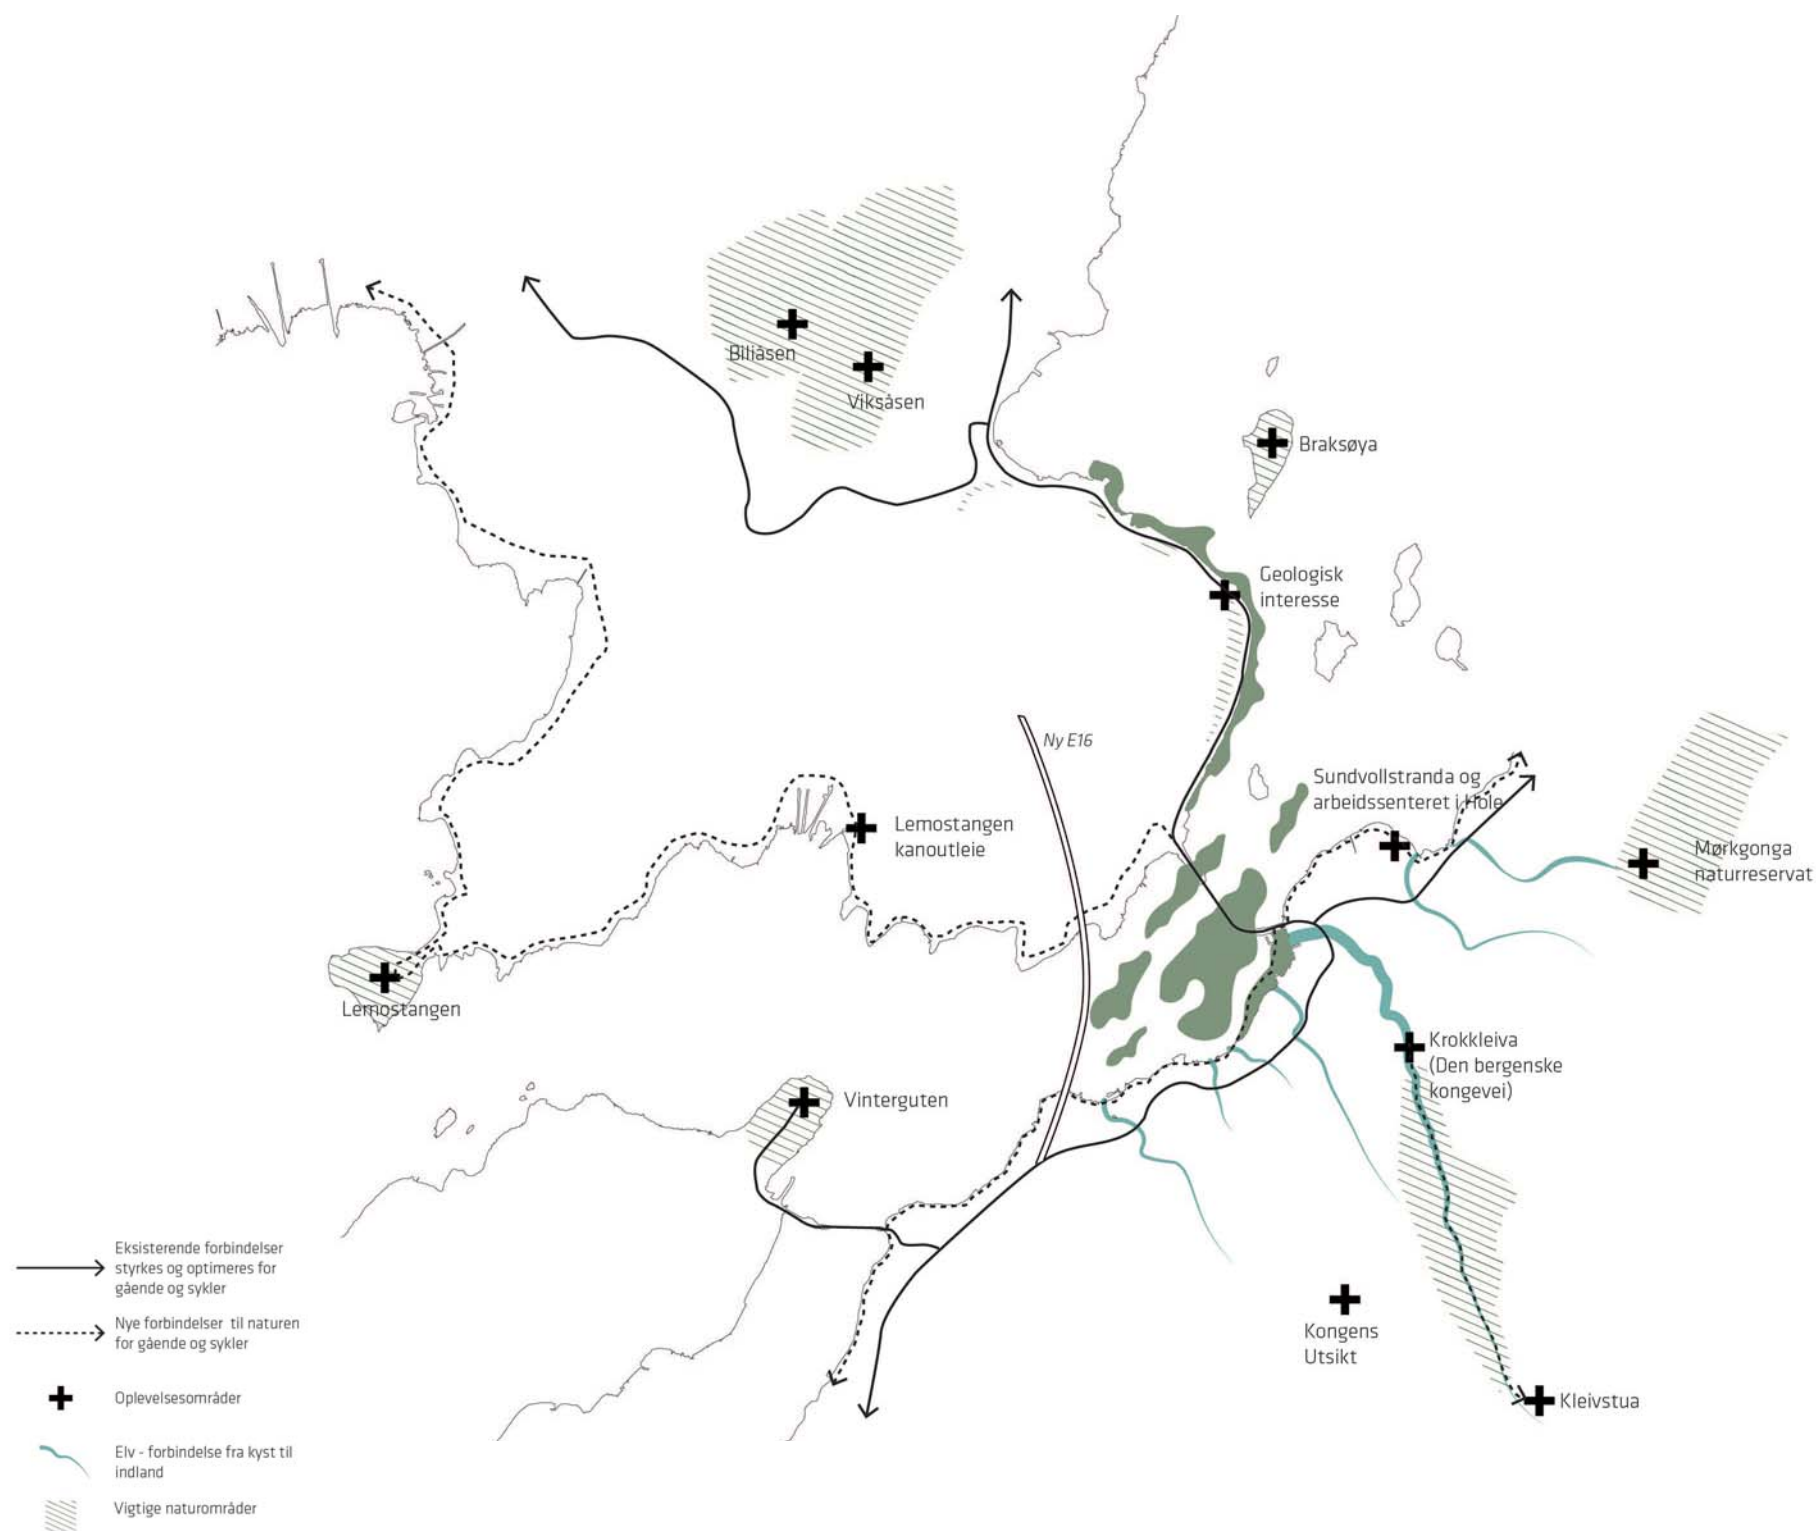 Biliåsen
Viksåsen
Braksøya
Geologisk
interesse
Ny E16
Sundvollstranda og
arbeidssenteret i Hole
Lemostangen
kanoutleie
Mørkgonga
naturreservat
Lemostangen
Krokkleiva
(Den bergenske
kongevei)
Vinterguten
Kongens
Utsikt
Kleivstua
Eksisterende forbindelser
styrkes og optimeres for
gående og sykler
Nye forbindelser til naturen
for gående og sykler
Oplevelsesområder
Elv - forbindelse fra kyst til
indland
Vigtige naturområder